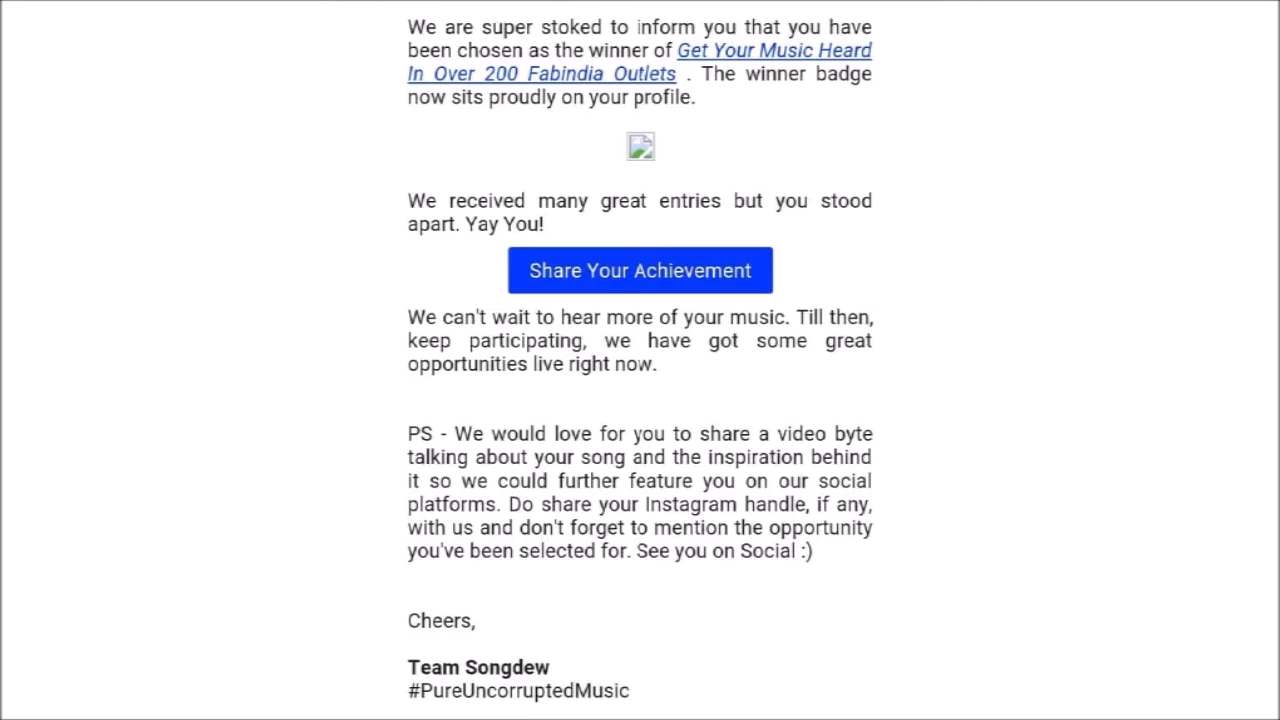 We are super stoked to inform you that you have
been chosen as the winner of Get Your Music Heard
In Over 200 Fabindia Outlets . The winner badge
now sits proudly on your profile.
We received many great entries but you stood
apart. Yay You!
Share Your Achievement
We can't wait to hear more of your music. Till then,
keep participating, we have got some great
opportunities live right now.
PS - We would love for you to share a video byte
talking about your song and the inspiration behind
it so we could further feature you on our social
platforms. Do share your Instagram handle, if any,
with us and don't forget to mention the opportunity
you've been selected for. See you on Social :)
Cheers,
Team Songdew
#PureUncorruptedMusic